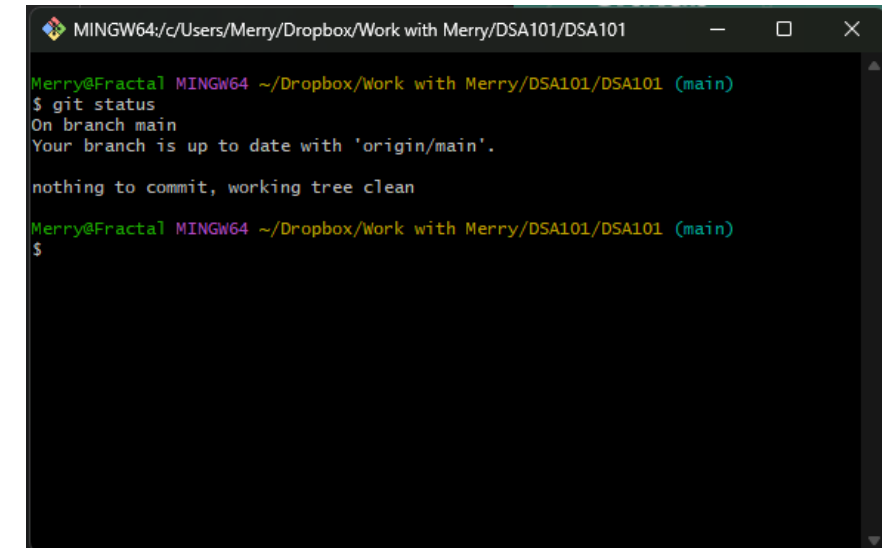 MINGW64:/c/Users/Merry/Dropbox/Work with Merry/DSA101/DSA101
Merry@Fractal MINGW64 ~/Dropbox/Work with Merry/DSA101/DSA101 (main)
$ git status
On branch main
Your branch is up to date with 'origin/main'.
nothing to commit, working tree clean
Merry@Fractal MINGW64 ~/Dropbox/Work with Merry/DSA101/DSA101 (main)
$